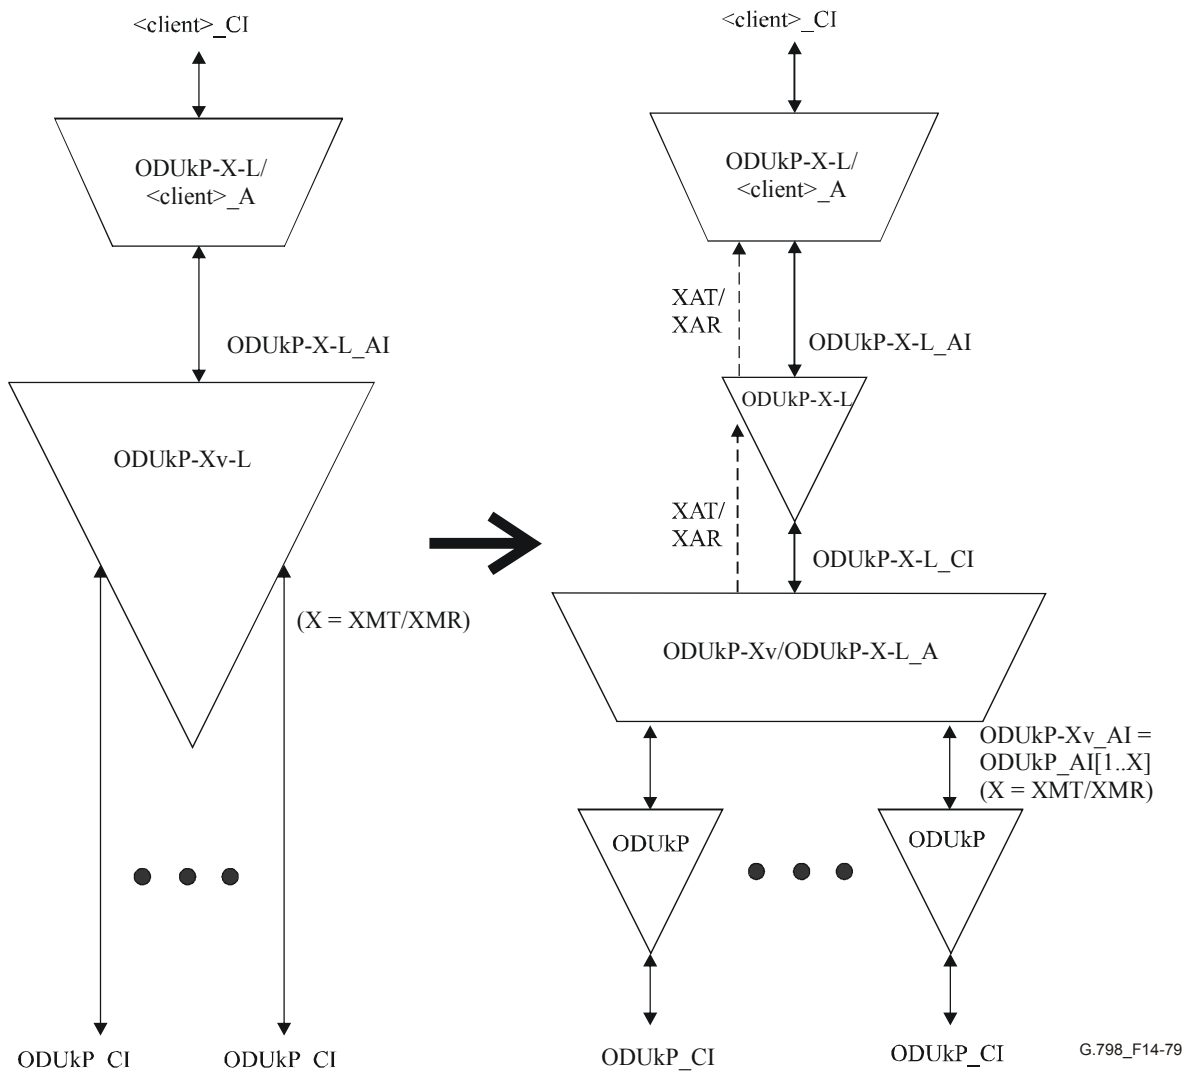 <client>_CI
ODUkP-X-L/
<client>_A
ODUkP-X-L_AI
ODUkP-Xv-L
(X = XMT/XMR)
ODUkP_CI
ODUkP_CI
<client>_CI
ODUkP-X-L/
<client>_A
XAT/
XAR
ODUkP-X-L_AI
ODUkP-X-L
XAT/
XAR
ODUkP-X-L_CI
ODUkP-Xv/ODUkP-X-L_A
ODUkP-Xv_AI =
ODUkP_AI[1..X]
(X = XMT/XMR)
ODUkP
ODUkP
ODUkP_CI
ODUkP_CI
G.798_F14-79